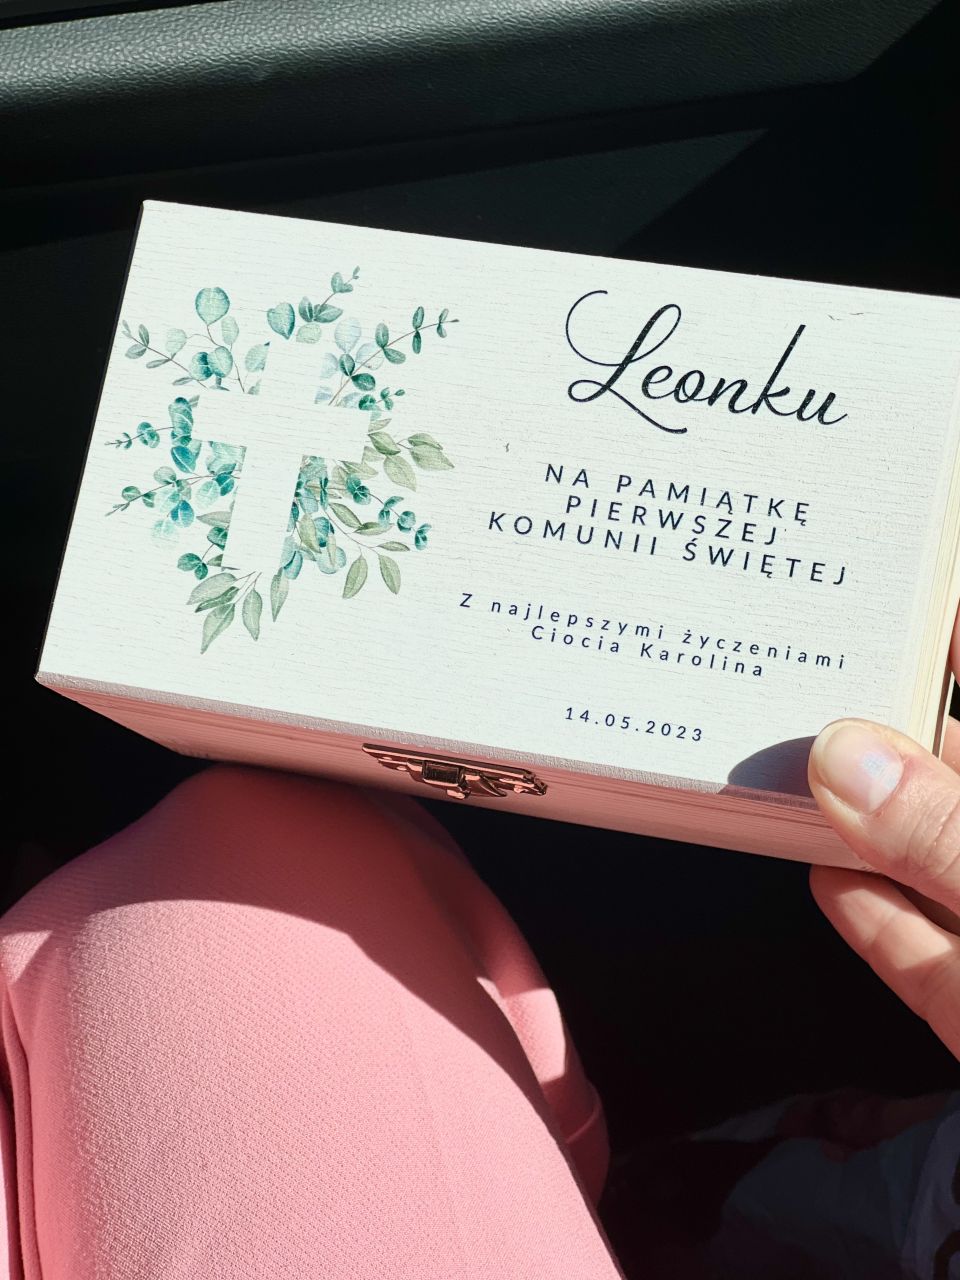 Leonku
NA PAMIĄTKĘ
PIERWSZEJ
KOMUNII ŚWIĘTEJ
Z najlepszymi życzeniami
Ciocia Karolina
14.05.2023